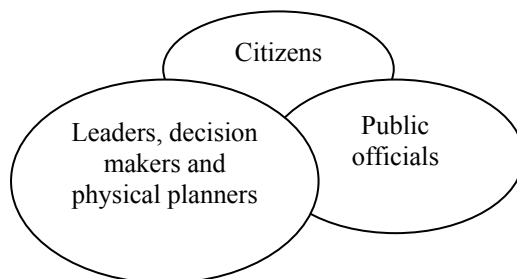 Citizens
Leaders, decision
makers and
physical planners
Public
officials